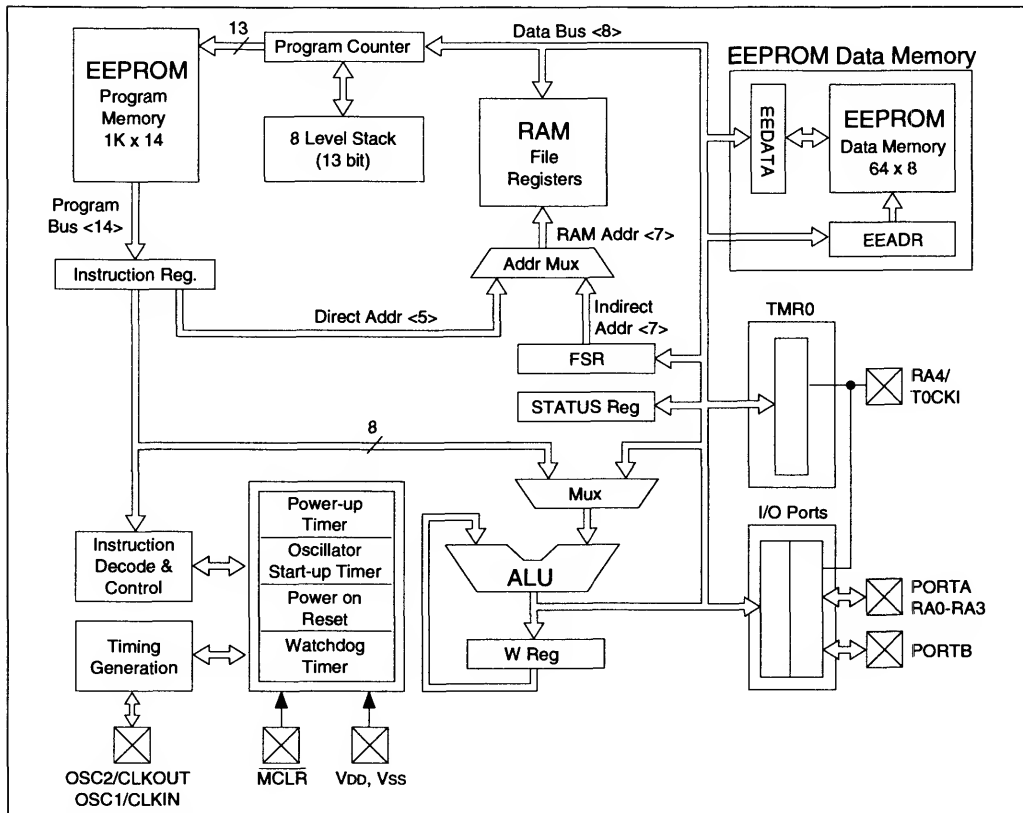 13
Program Counter
Data Bus <8>
EEPROM
Program
Memory
1K x 14
8 Level Stack
(13 bit)
RAM
File
Registers
EEPROM Data Memory
EEDATA
EEPROM
Data Memory
64 x 8
EEADR
Program
Bus <14>
RAM Addr <7>
Instruction Reg.
Addr Mux
Direct Addr <5>
Indirect
Addr <7>
FSR
STATUS Reg
TMR0
RA4/
T0CKI
8
Mux
Power-up
Timer
Oscillator
Start-up Timer
Power on
Reset
Watchdog
Timer
Instruction
Decode &
Control
ALU
I/O Ports
PORTA
RA0-RA3
PORTB
W Reg
Timing
Generation
OSC2/CLKOUT
OSC1/CLKIN
MCLR
VDD, VSS